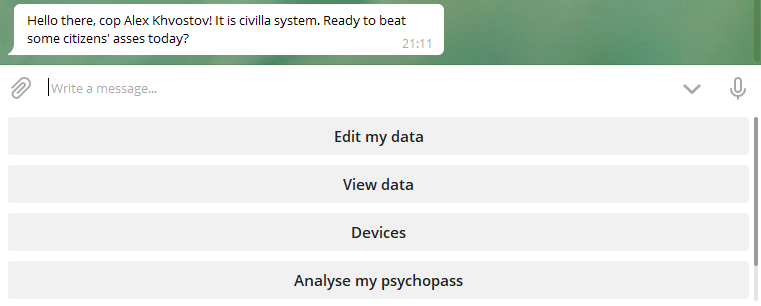 Hello there, cop Alex Khvostov! It is civilla system. Ready to beat
some citizens' asses today?
21:11
Write a message...
Edit my data
View data
Devices
Analyse my psychopass